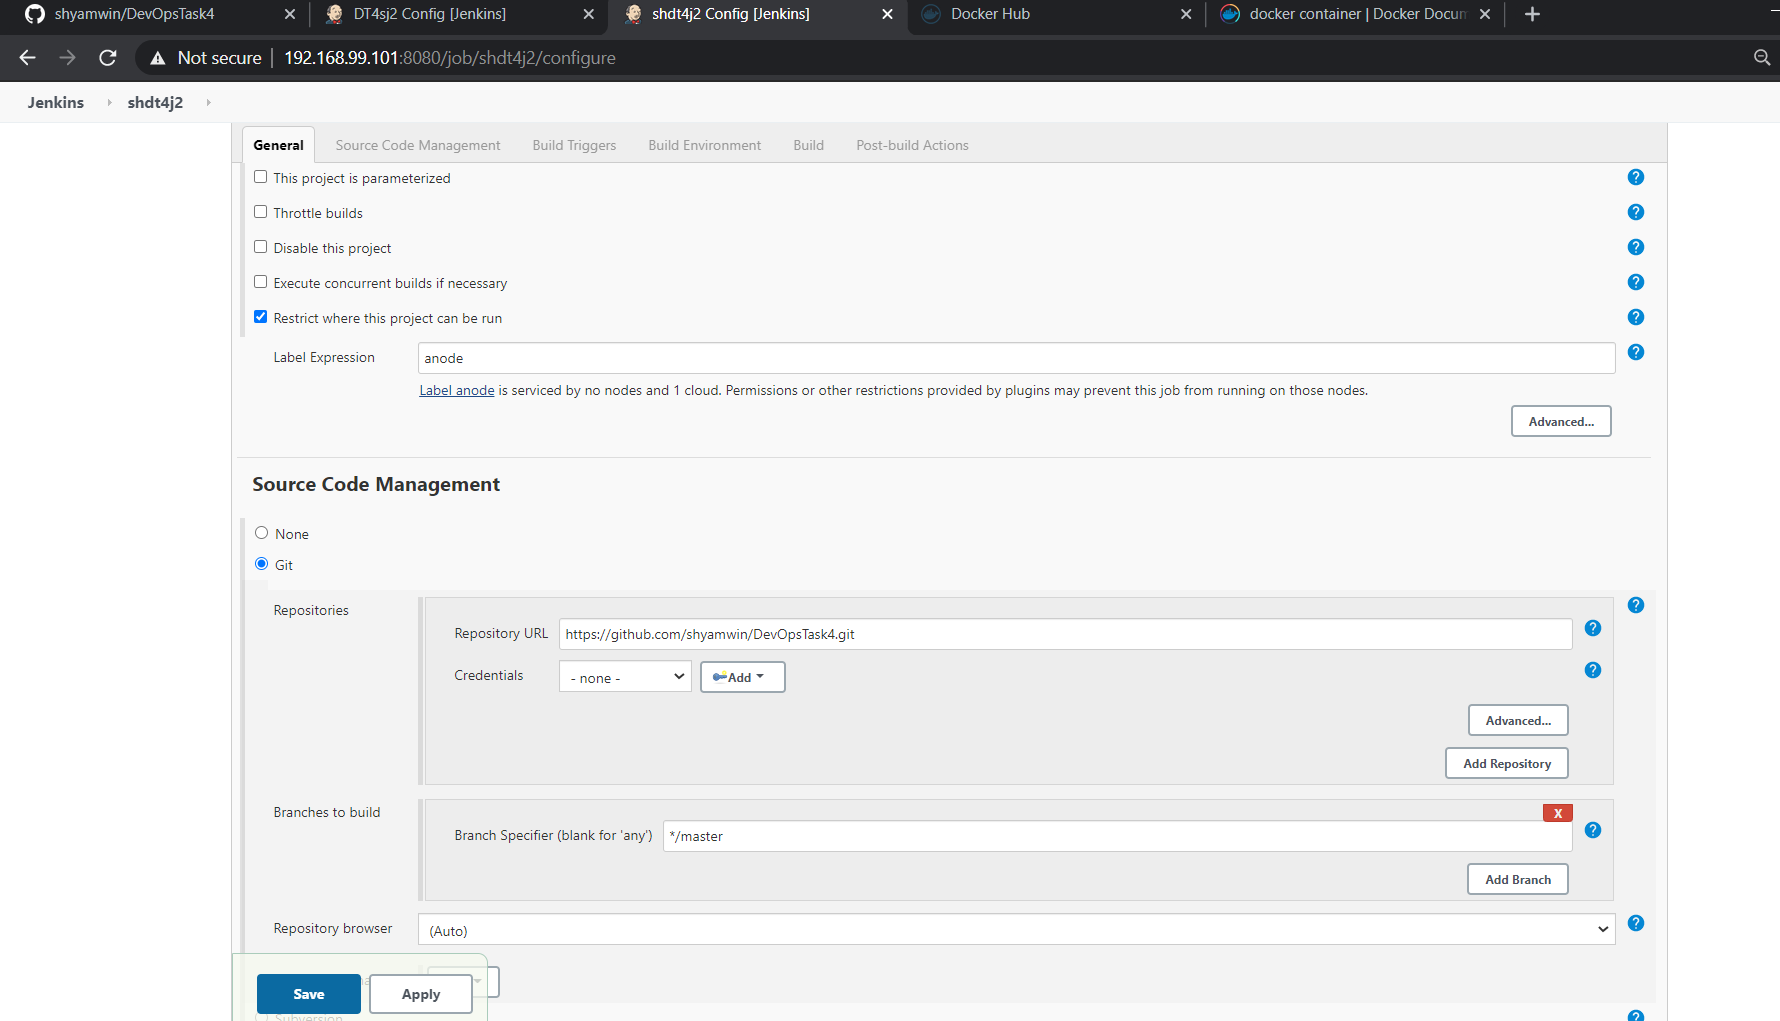 shyamwin/DevOpsTask4
DT4sj2 Config [Jenkins]
shdt4j2 Config [Jenkins]
Docker Hub
docker container | Docker Docum
Not secure
192.168.99.101:8080/job/shdt4j2/configure
Jenkins
shdt4j2
General
Source Code Management
Build Triggers
Build Environment
Build
Post-build Actions
This project is parameterized
?
Throttle builds
?
Disable this project
?
Execute concurrent builds if necessary
?
Restrict where this project can be run
?
Label Expression
anode
?
Label anode is serviced by no nodes and 1 cloud. Permissions or other restrictions provided by plugins may prevent this job from running on those nodes.
Advanced...
Source Code Management
None
Git
Repositories
?
Repository URL
https://github.com/shyamwin/DevOpsTask4.git
?
Credentials
- none -
Add
?
Advanced...
Add Repository
Branches to build
X
Branch Specifier (blank for 'any')
*/master
?
Add Branch
Repository browser
(Auto)
?
Save
Apply
Subversion
?